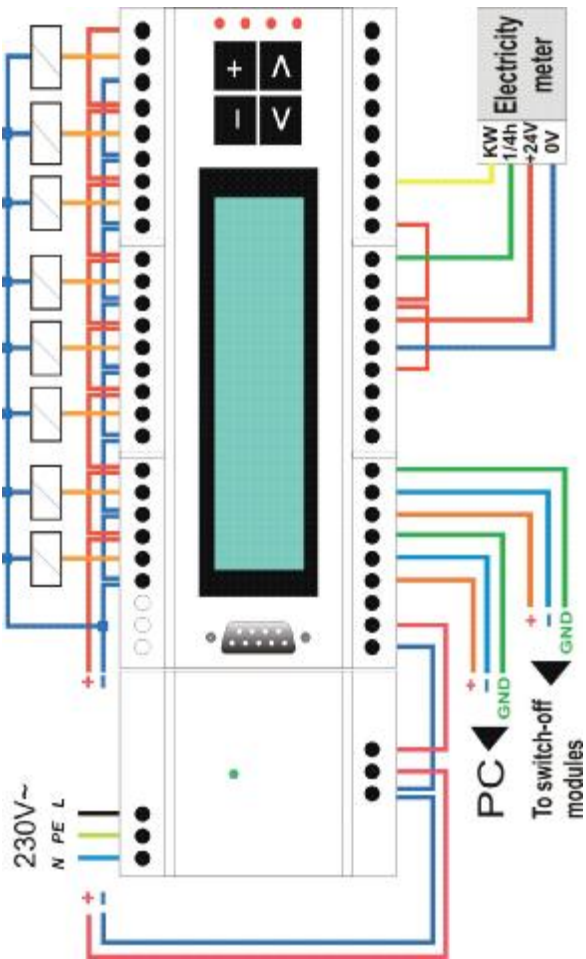 + Λ
− V
Electricity
meter
KW
1/4h
+24V
0V
+
−
+
−
GND
+
−
GND
PC
To switch-off
modules
230V~
N PE L
+
−